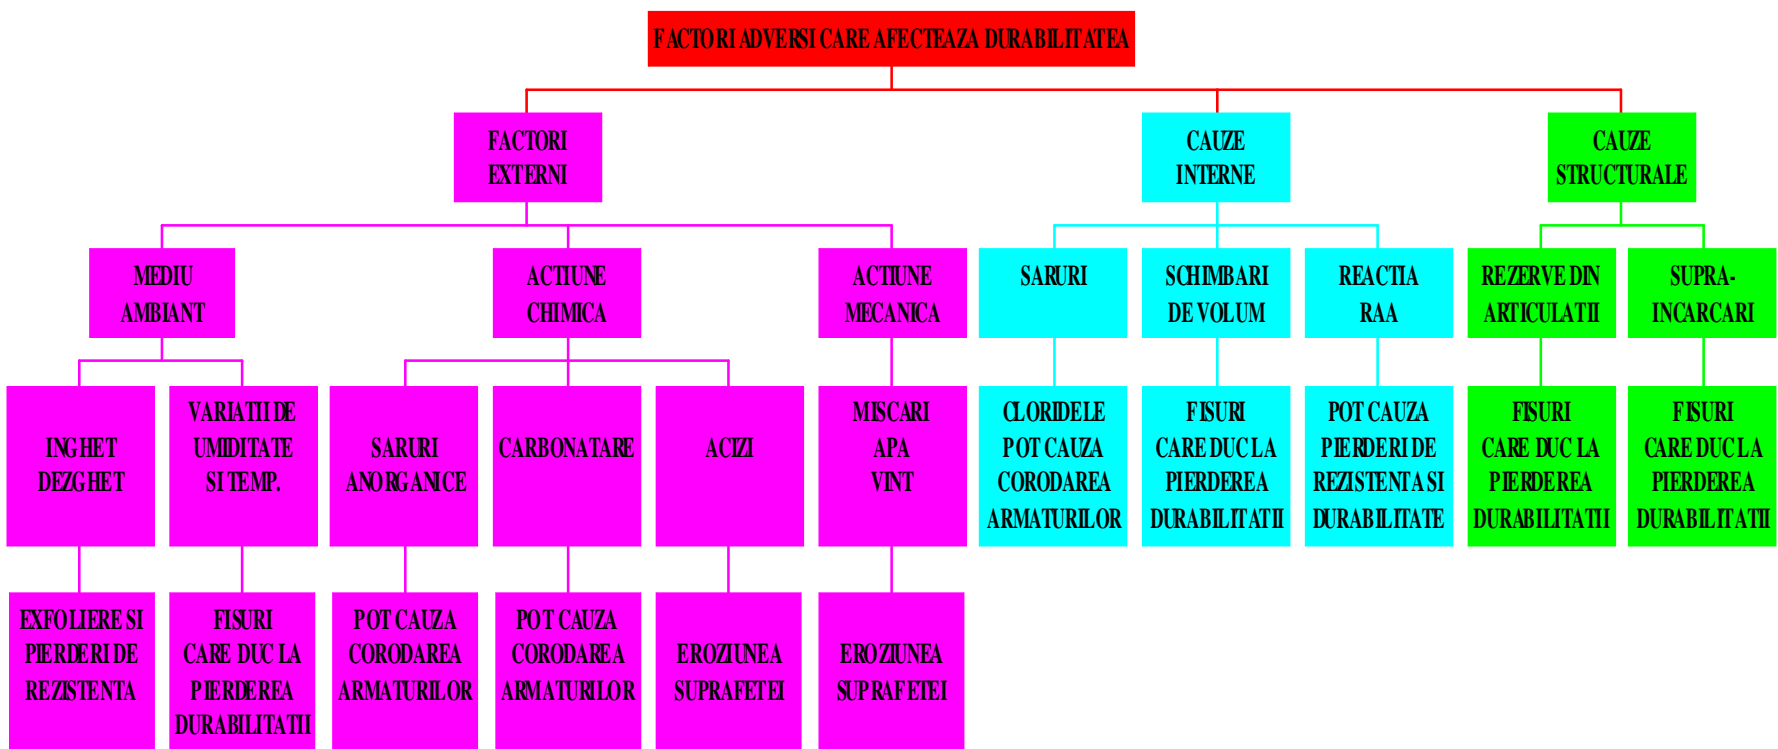 FACTORI ADVERSI CARE AFECTEAZA DURABILITATEA
FACTORI
EXTERNI
CAUZE
INTERNE
CAUZE
STRUCTURALE
MEDIU
AMBIANT
ACTIUNE
CHIMICA
ACTIUNE
MECANICA
SARURI
SCHIMBARI
DE VOLUM
REACTIA
RAA
REZERVE DIN
ARTICULATII
SUPRA-
INCARCARI
INGHET
DEZGHET
VARIATII DE
UMIDITATE
SI TEMP.
SARURI
ANORGANICE
CARBONATARE
ACIZI
MISCARI
APA
VINT
CLORIDELE
POT CAUZA
CORODAREA
ARMATURILOR
FISURI
CARE DUC LA
PIERDEREA
DURABILITATII
POT CAUZA
PIERDERI DE
REZISTENTA SI
DURABILITATE
FISURI
CARE DUC LA
PIERDEREA
DURABILITATII
FISURI
CARE DUC LA
PIERDEREA
DURABILITATII
EXFOLIERE SI
PIERDERI DE
REZISTENTA
FISURI
CARE DUC LA
PIERDEREA
DURABILITATII
POT CAUZA
CORODAREA
ARMATURILOR
POT CAUZA
CORODAREA
ARMATURILOR
EROZIUNEA
SUPRAFETEI
EROZIUNEA
SUPRAFETEI